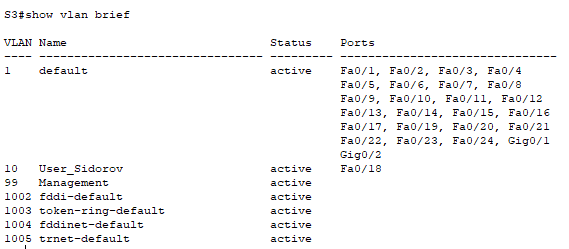 S3#show vlan brief
VLAN Name Status Ports
---- -------------------------------- --------- -------------------------------
1 default active Fa0/1, Fa0/2, Fa0/3, Fa0/4
Fa0/5, Fa0/6, Fa0/7, Fa0/8
Fa0/9, Fa0/10, Fa0/11, Fa0/12
Fa0/13, Fa0/14, Fa0/15, Fa0/16
Fa0/17, Fa0/19, Fa0/20, Fa0/21
Fa0/22, Fa0/23, Fa0/24, Gig0/1
Gig0/2
10 User_Sidorov active Fa0/18
99 Management active
1002 fddi-default active
1003 token-ring-default active
1004 fddinet-default active
1005 trnet-default active